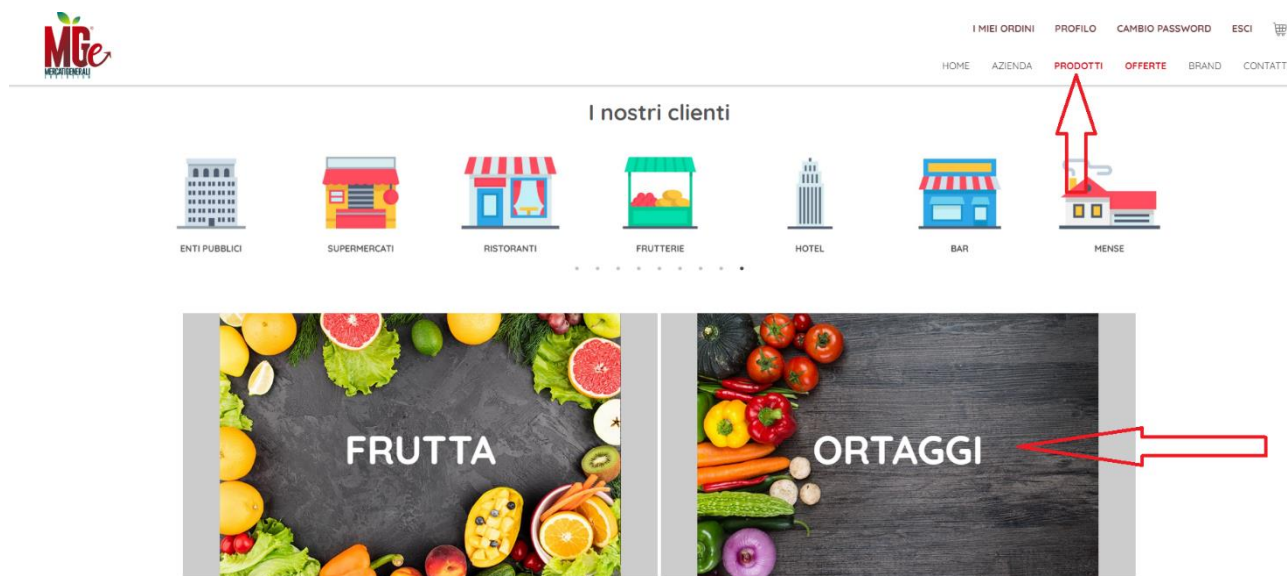 MGe
MERCATI GENERALI
I MIEI ORDINI PROFILO CAMBIO PASSWORD ESCI
HOME AZIENDA PRODOTTI OFFERTE BRAND CONTATT
I nostri clienti
ENTI PUBBLICI SUPERMERCATI RISTORANTI FRUTTERIE HOTEL BAR MENSE
FRUTTA ORTAGGI